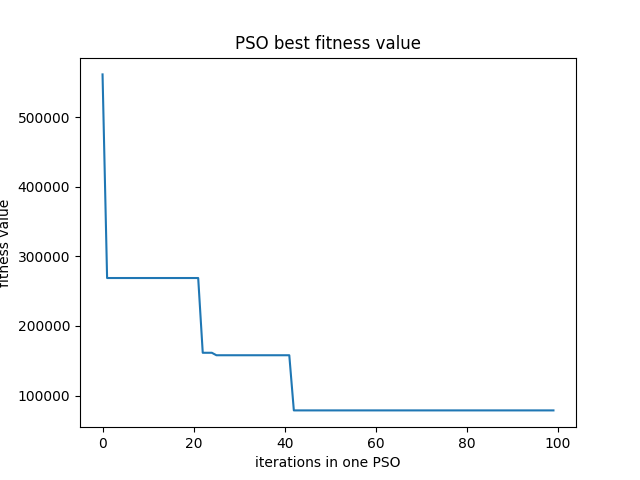 PSO best fitness value
500000
400000
300000
200000
100000
fitness value
0 20 40 60 80 100
iterations in one PSO